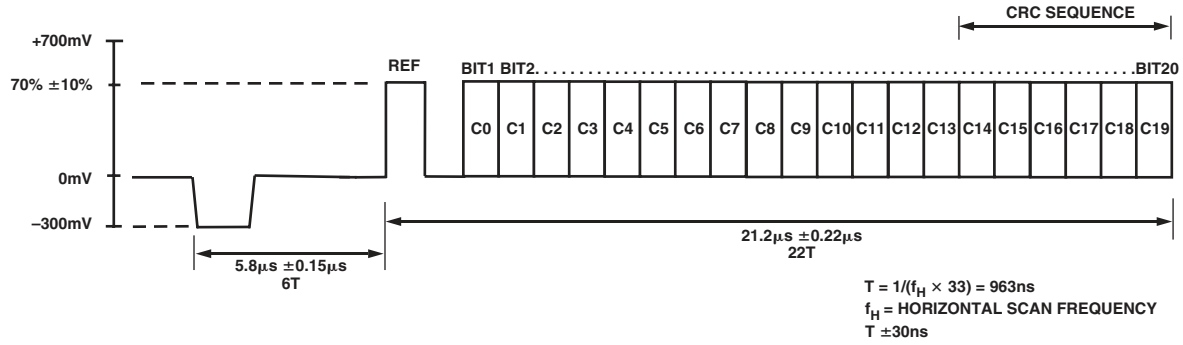 CRC SEQUENCE
+700mV
REF
BIT1 BIT2. . . . . . . . . . . . . . . . . . . . . . . . . . . . . . . . . . . . . . . . . . . . . . . . . . . . . . . . . . . . . . . . . . . . . .BIT20
70% ±10%
C0 C1 C2 C3 C4 C5 C6 C7 C8 C9 C10 C11 C12 C13 C14 C15 C16 C17 C18 C19
0mV
–300mV
21.2µs ±0.22µs
22T
5.8µs ±0.15µs
6T
T = 1/(fH × 33) = 963ns
fH = HORIZONTAL SCAN FREQUENCY
T ±30ns